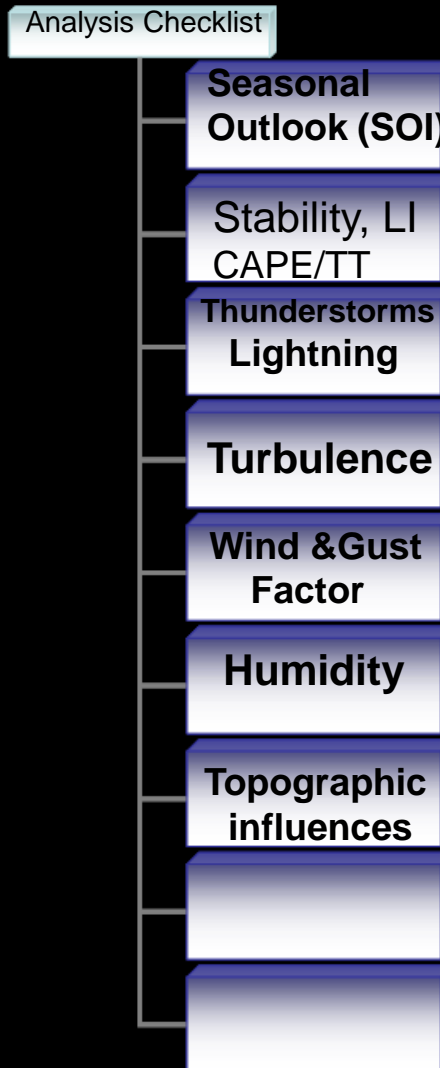 Analysis Checklist
Seasonal
Outlook (SOI)
Stability, LI
CAPE/TT
Thunderstorms
Lightning
Turbulence
Wind &Gust
Factor
Humidity
Topographic
influences